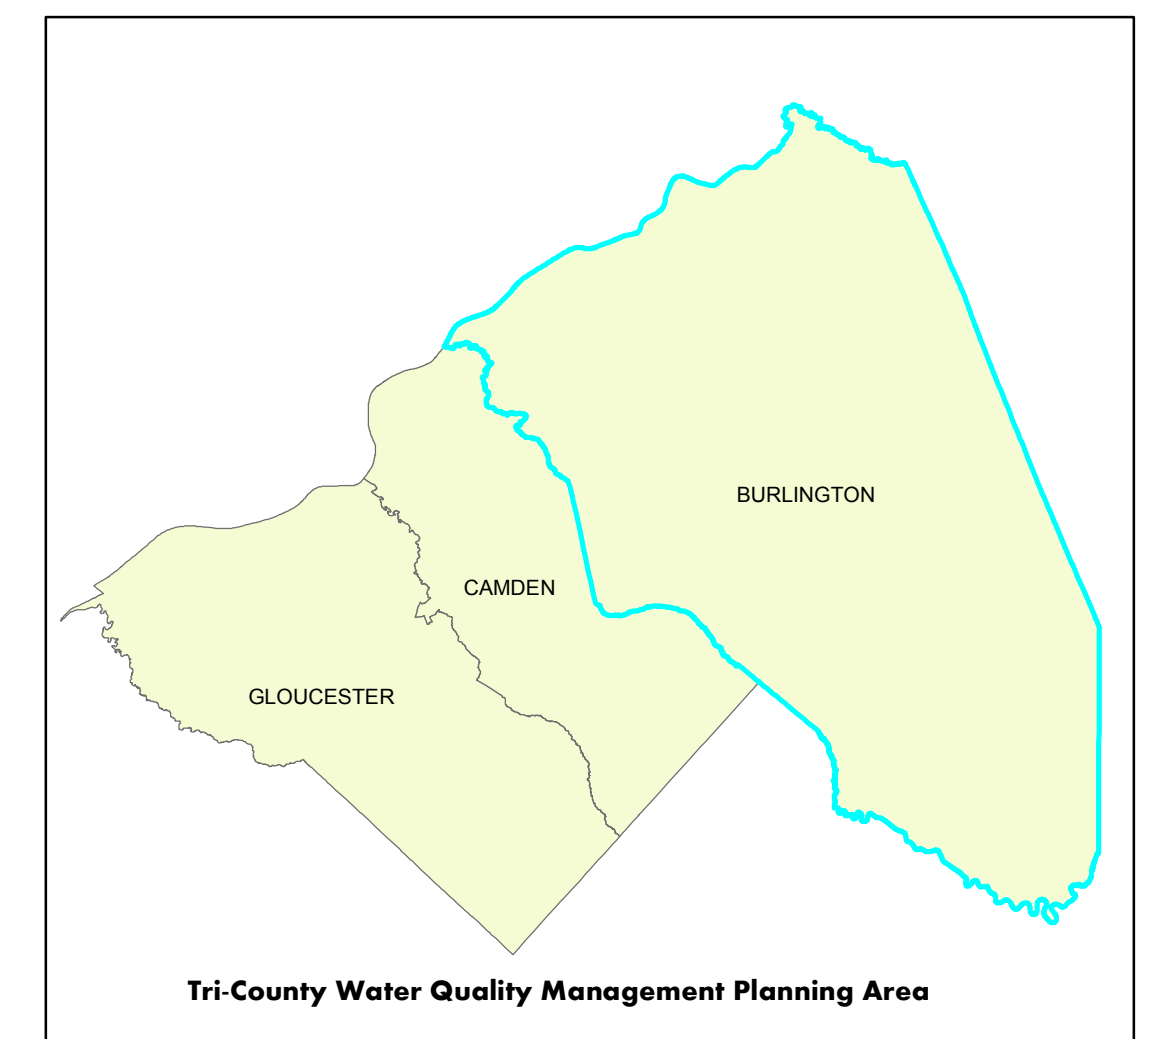 BURLINGTON
CAMDEN
GLOUCESTER
Tri-County Water Quality Management Planning Area